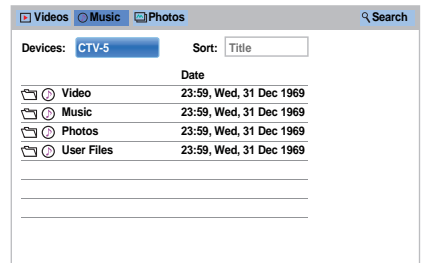 Videos Music Photos Search
Devices: CTV-5 Sort: Title
Date
Video 23:59, Wed, 31 Dec 1969
Music 23:59, Wed, 31 Dec 1969
Photos 23:59, Wed, 31 Dec 1969
User Files 23:59, Wed, 31 Dec 1969